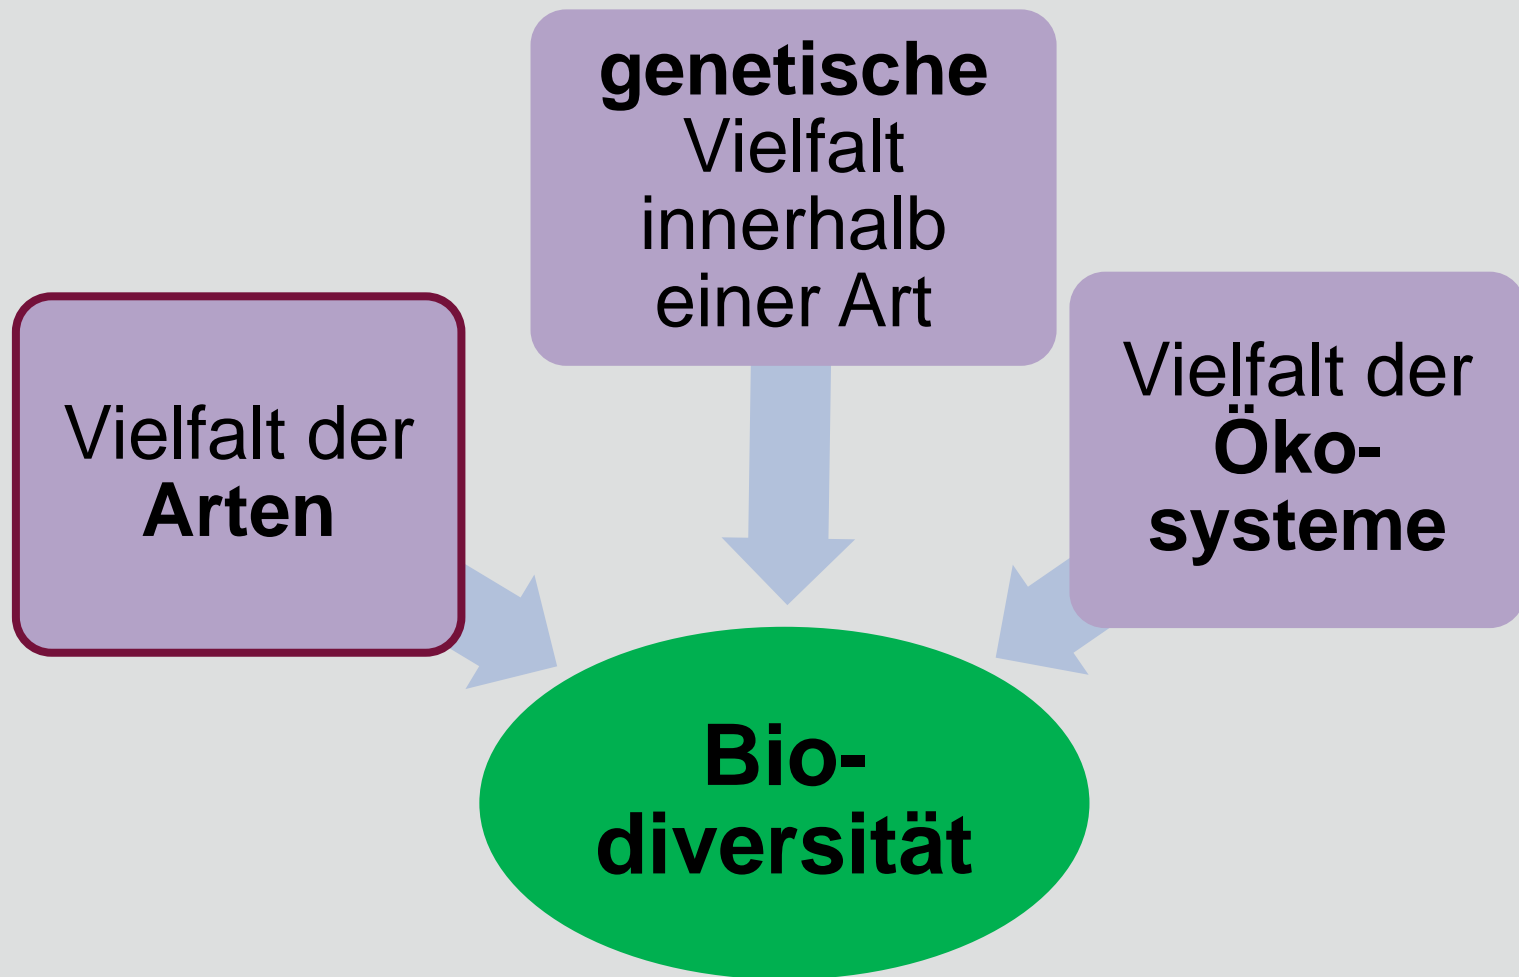 genetische
Vielfalt
innerhalb
einer Art
Vielfalt der
Arten
Vielfalt der
Öko-
systeme
Bio-
diversität